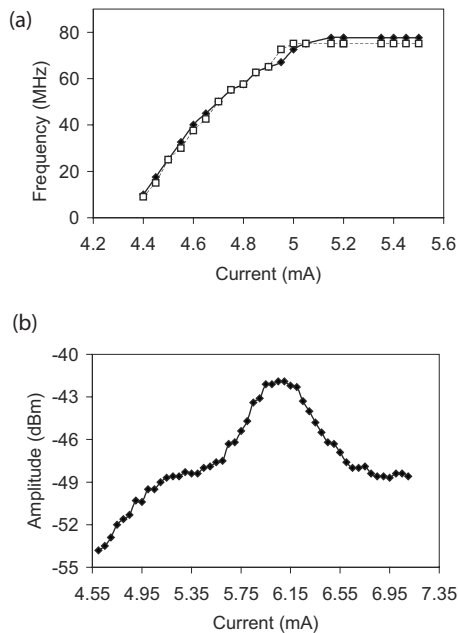 (a)
80
60
40
20
0
Frequency (MHz)
4.2 4.4 4.6 4.8 5 5.2 5.4 5.6
Current (mA)
(b)
-40
-43
-46
-49
-52
-55
Amplitude (dBm)
4.55 4.95 5.35 5.75 6.15 6.55 6.95 7.35
Current (mA)